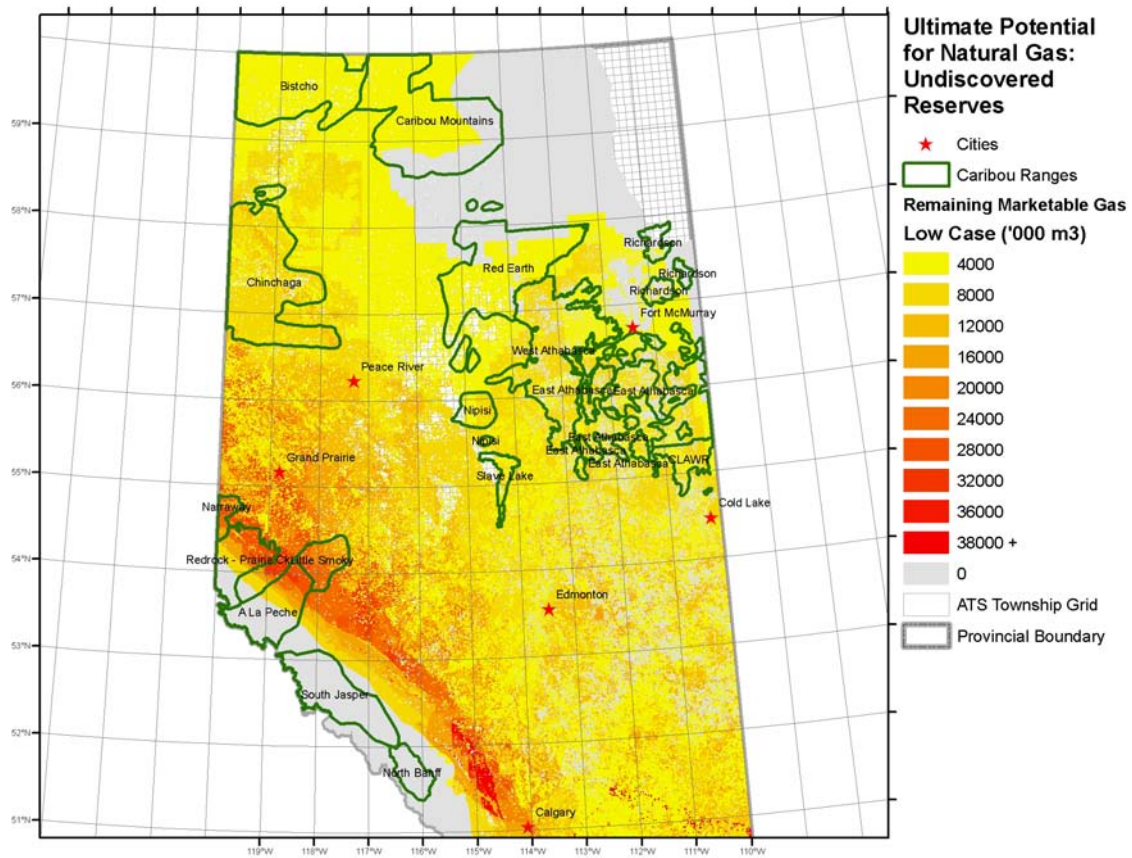 Ultimate Potential
for Natural Gas:
Undiscovered
Reserves
Cities
Caribou Ranges
Remaining Marketable Gas
Low Case ('000 m3)
4000
8000
12000
16000
20000
24000
28000
32000
36000
38000 +
0
ATS Township Grid
Provincial Boundary
Bistcho
59°N
Caribou Mountains
58°N
Richardson
Red Earth
Richardson
Chinchaga
Richardson
57°N
Fort McMurray
West Athabasca
Peace River
56°N
East Athabasca
East Athabasca
Nipisi
Nipisi
East Athabasca
East Athabasca
Grand Prairie
55°N
East Athabasca
CLAWR
Slave Lake
Cold Lake
Narraway
54°N
Redrock - Prairie Ck
Little Smoky
Edmonton
A La Peche
53°N
South Jasper
52°N
North Banff
Calgary
51°N
119°W
118°W
117°W
116°W
115°W
114°W
113°W
112°W
111°W
110°W